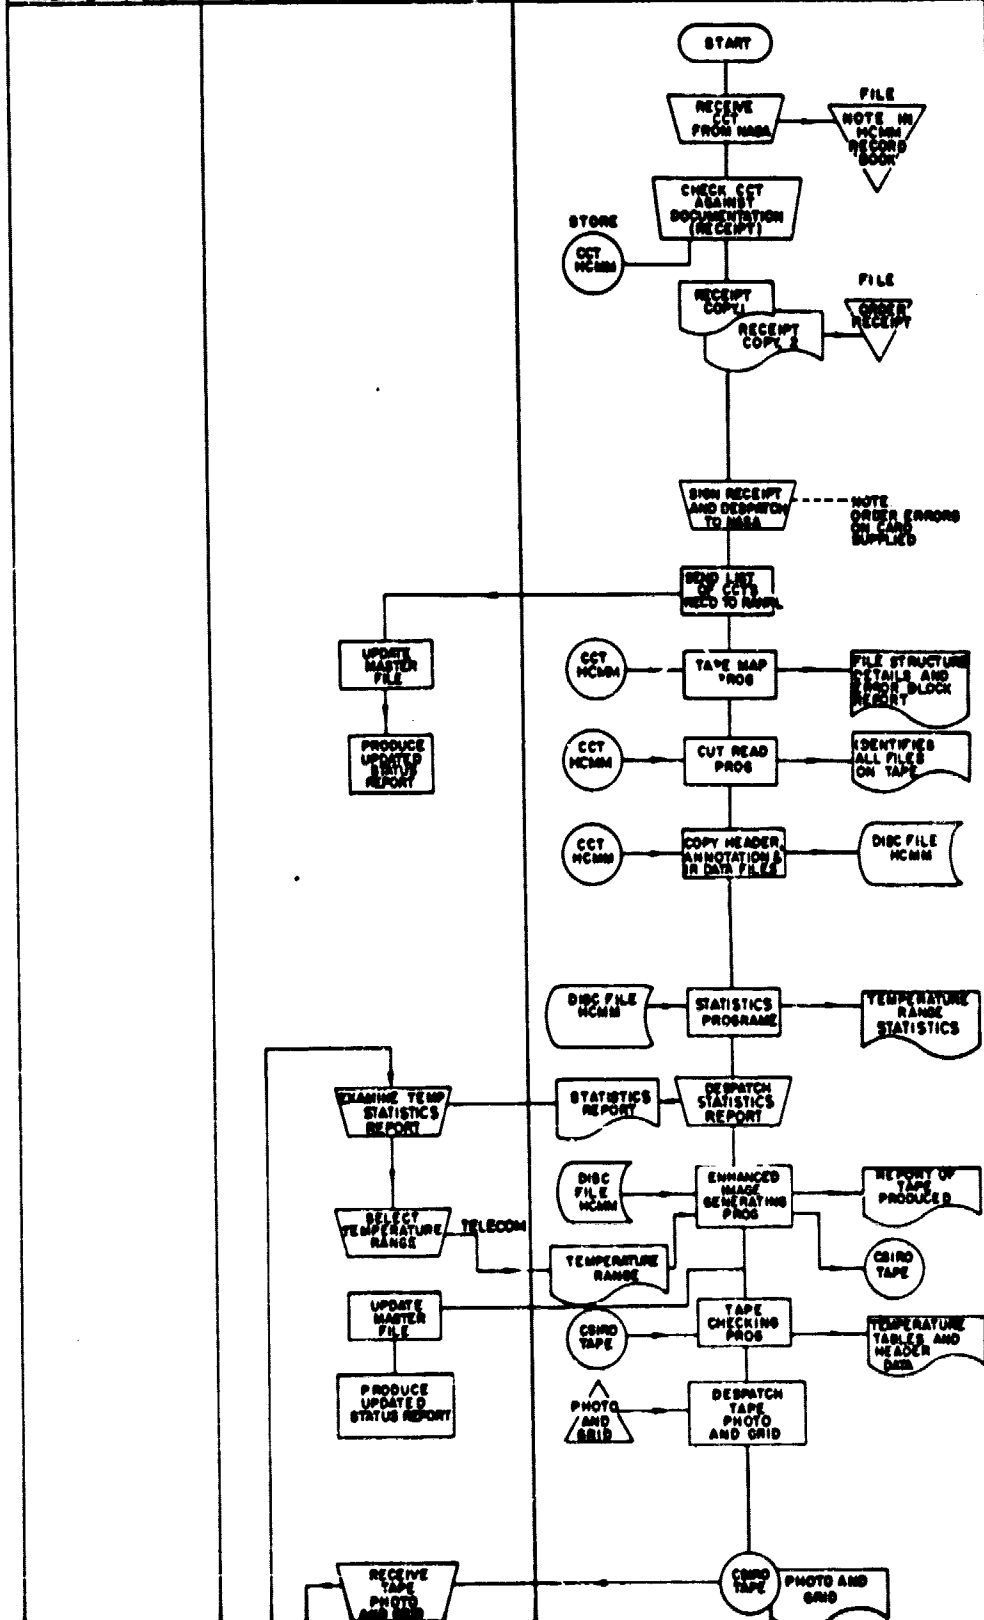 START
RECEIVE
CCT
FROM NASA
FILE
NOTE IN
HCMM
RECORD
BOOK
CHECK CCT
AGAINST
DOCUMENTATION
(RECEIPT)
STORE
CCT
HCMM
RECEIPT
COPY 1
RECEIPT
COPY 2
FILE
ORDER
RECEIPT
SIGN RECEIPT
AND DESPATCH
TO NASA
NOTE
ORDER ERRORS
ON CARD
SUPPLIED
SEND LIST
OF CCTS
RECD TO
UPDATE
MASTER
FILE
CCT
HCMM
TAPE MAP
PROG
FILE STRUCTURE
DETAILS AND
ERROR BLOCK
REPORT
PRODUCE
UPDATED
STATUS
REPORT
CCT
HCMM
CUT READ
PROG
IDENTIFIES
ALL FILES
ON TAPE
CCT
HCMM
COPY HEADER,
ANNOTATION &
IR DATA FILES
DISC FILE
HCMM
DISC FILE
HCMM
STATISTICS
PROGRAME
TEMPERATURE
RANGE
STATISTICS
EXAMINE TEMP
STATISTICS
REPORT
STATISTICS
REPORT
DESPATCH
STATISTICS
REPORT
DISC
FILE
HCMM
ENHANCED
IMAGE
GENERATING
PROG
REPORT OF
TAPE
PRODUCED
SELECT
TEMPERATURE
RANGE
TELECOM
TEMPERATURE
RANGE
CSIRO
TAPE
UPDATE
MASTER
FILE
CSIRO
TAPE
TAPE
CHECKING
PROG
TEMPERATURE
TABLES AND
HEADER
DATA
PRODUCE
UPDATED
STATUS REPORT
PHOTO
AND
GRID
DESPATCH
TAPE
PHOTO
AND GRID
RECEIVE
TAPE
PHOTO
AND GRID
CSIRO
TAPE
PHOTO AND
GRID